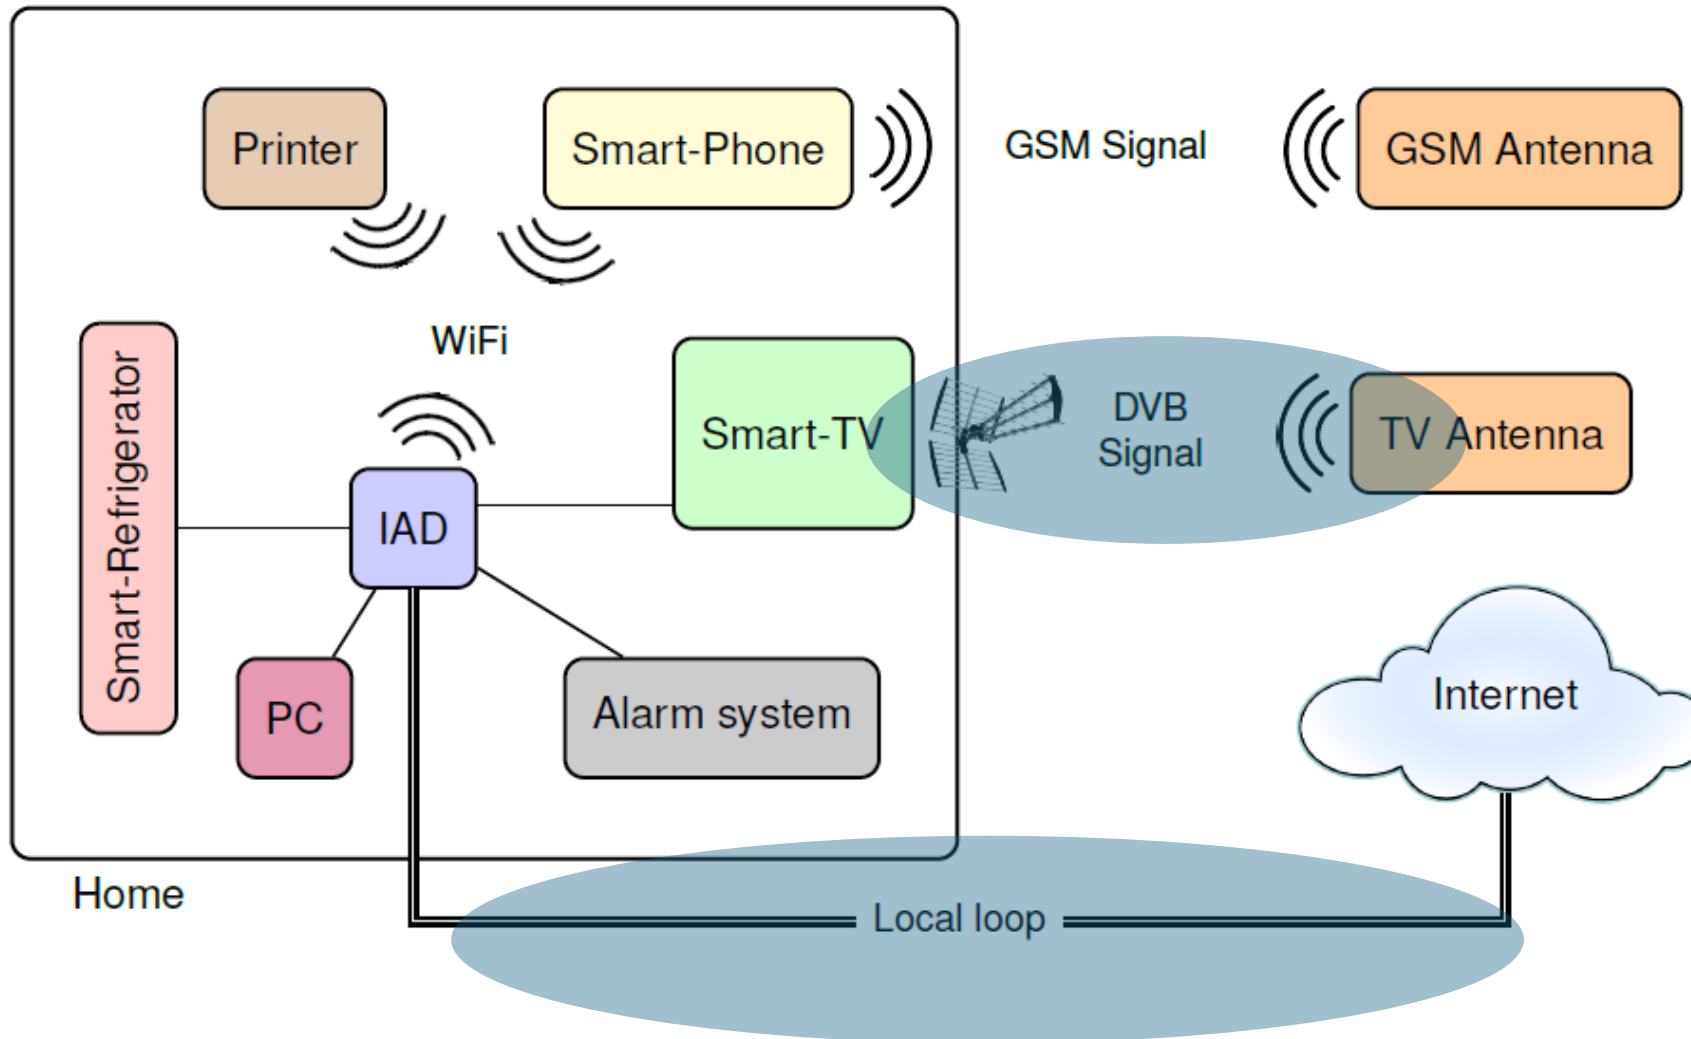 Printer
Smart-Phone
GSM Signal
GSM Antenna
WiFi
Smart-Refrigerator
Smart-TV
DVB
Signal
TV Antenna
IAD
PC
Alarm system
Internet
Home
Local loop